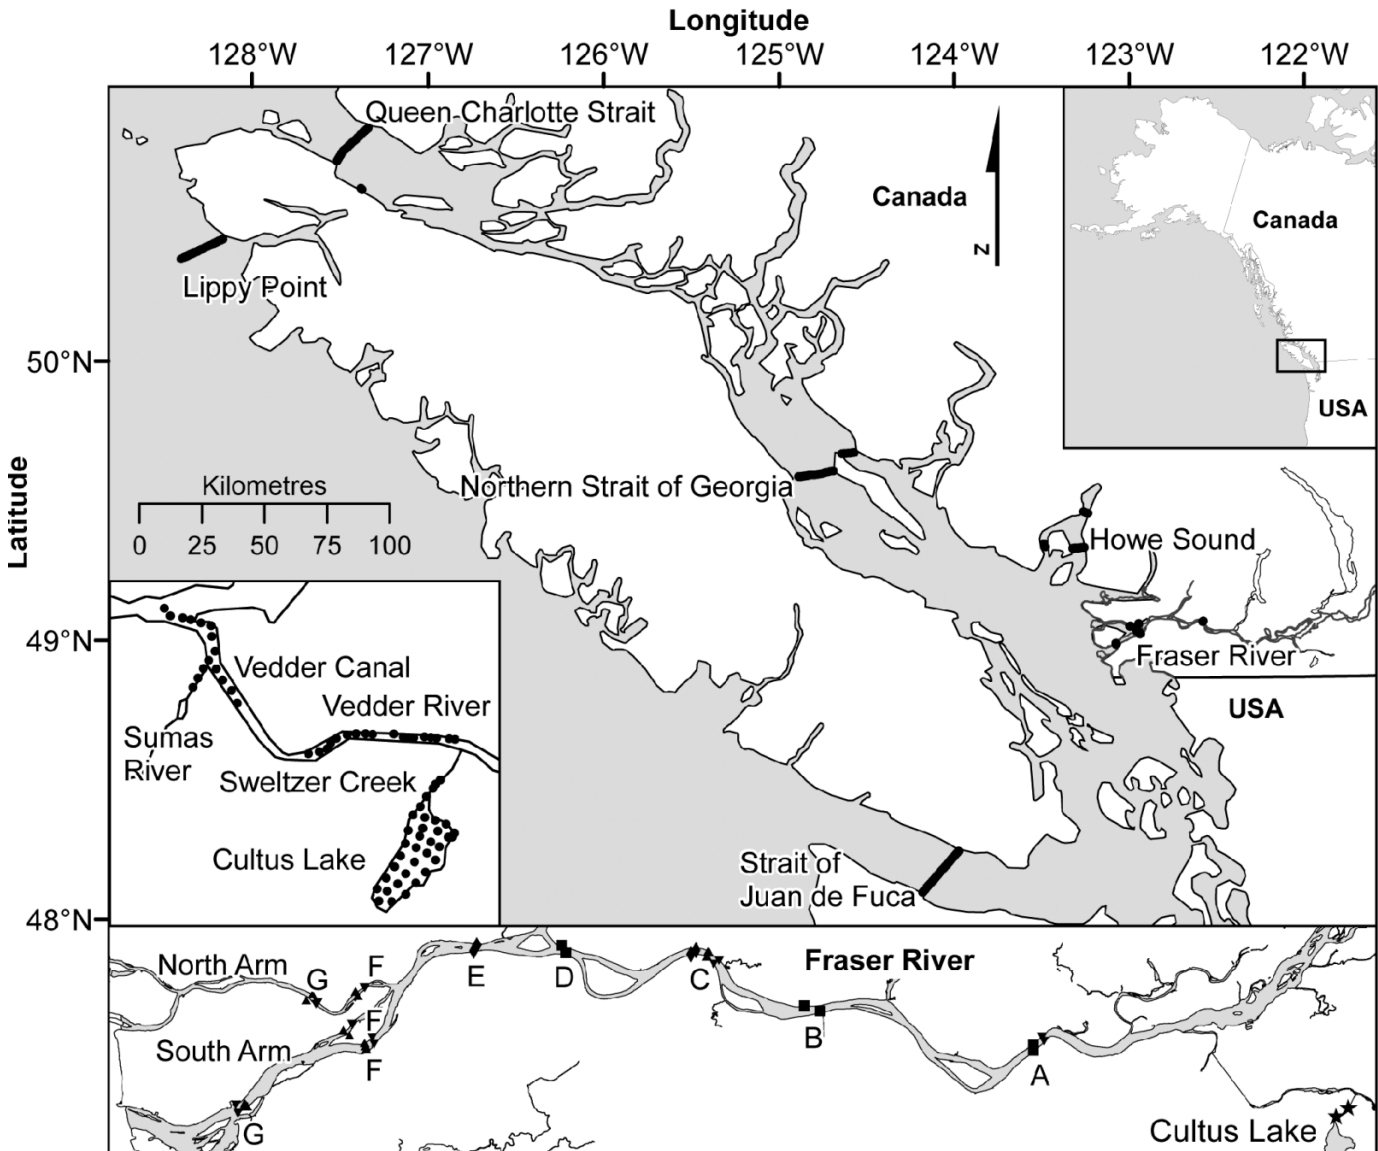 Longitude
128°W 127°W 126°W 125°W 124°W 123°W 122°W
Queen Charlotte Strait
Canada
Canada
N
Lippy Point
USA
50°N
Northern Strait of Georgia
Kilometres
0 25 50 75 100
Latitude
Howe Sound
49°N
Fraser River
USA
Vedder Canal
Vedder River
Sumas
River
Sweltzer Creek
Cultus Lake
Strait of
Juan de Fuca
48°N
North Arm
G
F
E
D
C
Fraser River
F
B
South Arm
F
A
G
Cultus Lake